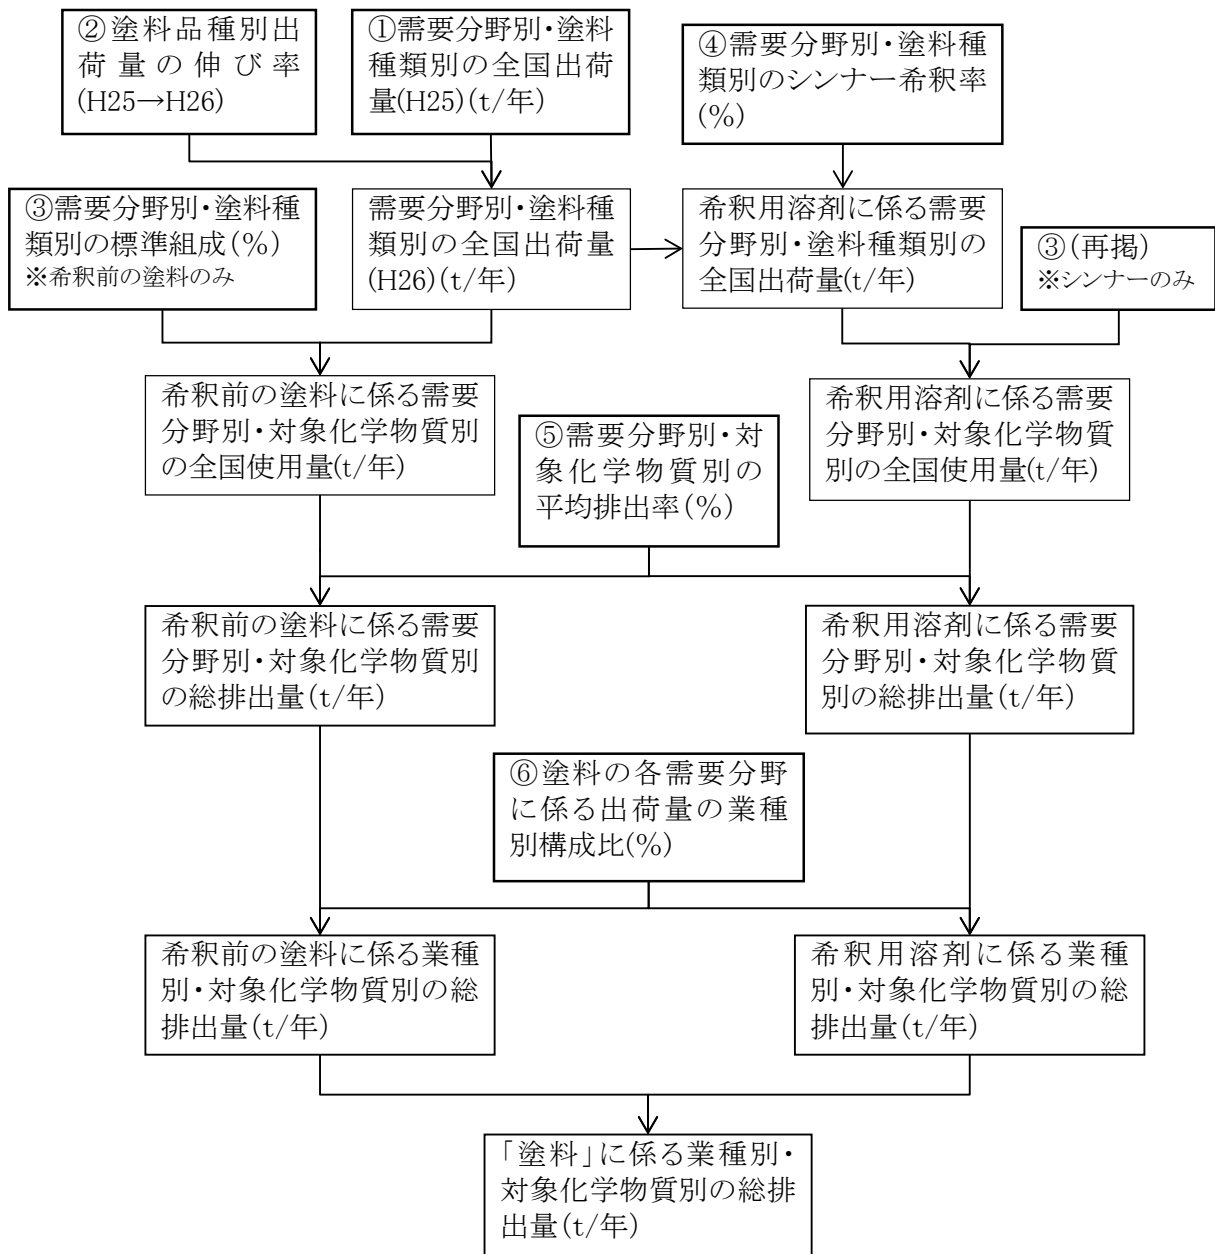 ②塗料品種別出
荷量の伸び率
(H25→H26)
①需要分野別・塗料
種類別の全国出荷
量(H25)(t/年)
④需要分野別・塗料種
類別のシンナー希釈率
(%)
③需要分野別・塗料種
類別の標準組成(%)
※希釈前の塗料のみ
需要分野別・塗料種
類別の全国出荷量
(H26)(t/年)
希釈用溶剤に係る需要
分野別・塗料種類別の
全国出荷量(t/年)
③(再掲)
※シンナーのみ
希釈前の塗料に係る需要
分野別・対象化学物質別
の全国使用量(t/年)
⑤需要分野別・対
象化学物質別の
平均排出率(%)
希釈用溶剤に係る需要
分野別・対象化学物質
別の全国使用量(t/年)
希釈前の塗料に係る需要
分野別・対象化学物質別
の総排出量(t/年)
希釈用溶剤に係る需要
分野別・対象化学物質
別の総排出量(t/年)
⑥塗料の各需要分野
に係る出荷量の業種
別構成比(%)
希釈前の塗料に係る業種
別・対象化学物質別の総
排出量(t/年)
希釈用溶剤に係る業種
別・対象化学物質別の総
排出量(t/年)
「塗料」に係る業種別・
対象化学物質別の総排
出量(t/年)